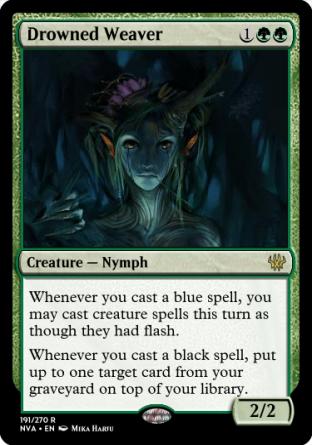 Drowned Weaver 1
Creature — Nymph
Whenever you cast a blue spell, you
may cast creature spells this turn as
though they had flash.
Whenever you cast a black spell, put
up to one target card from your
graveyard on top of your library.
2/2
191/270 R
NVA • EN Mika Harju